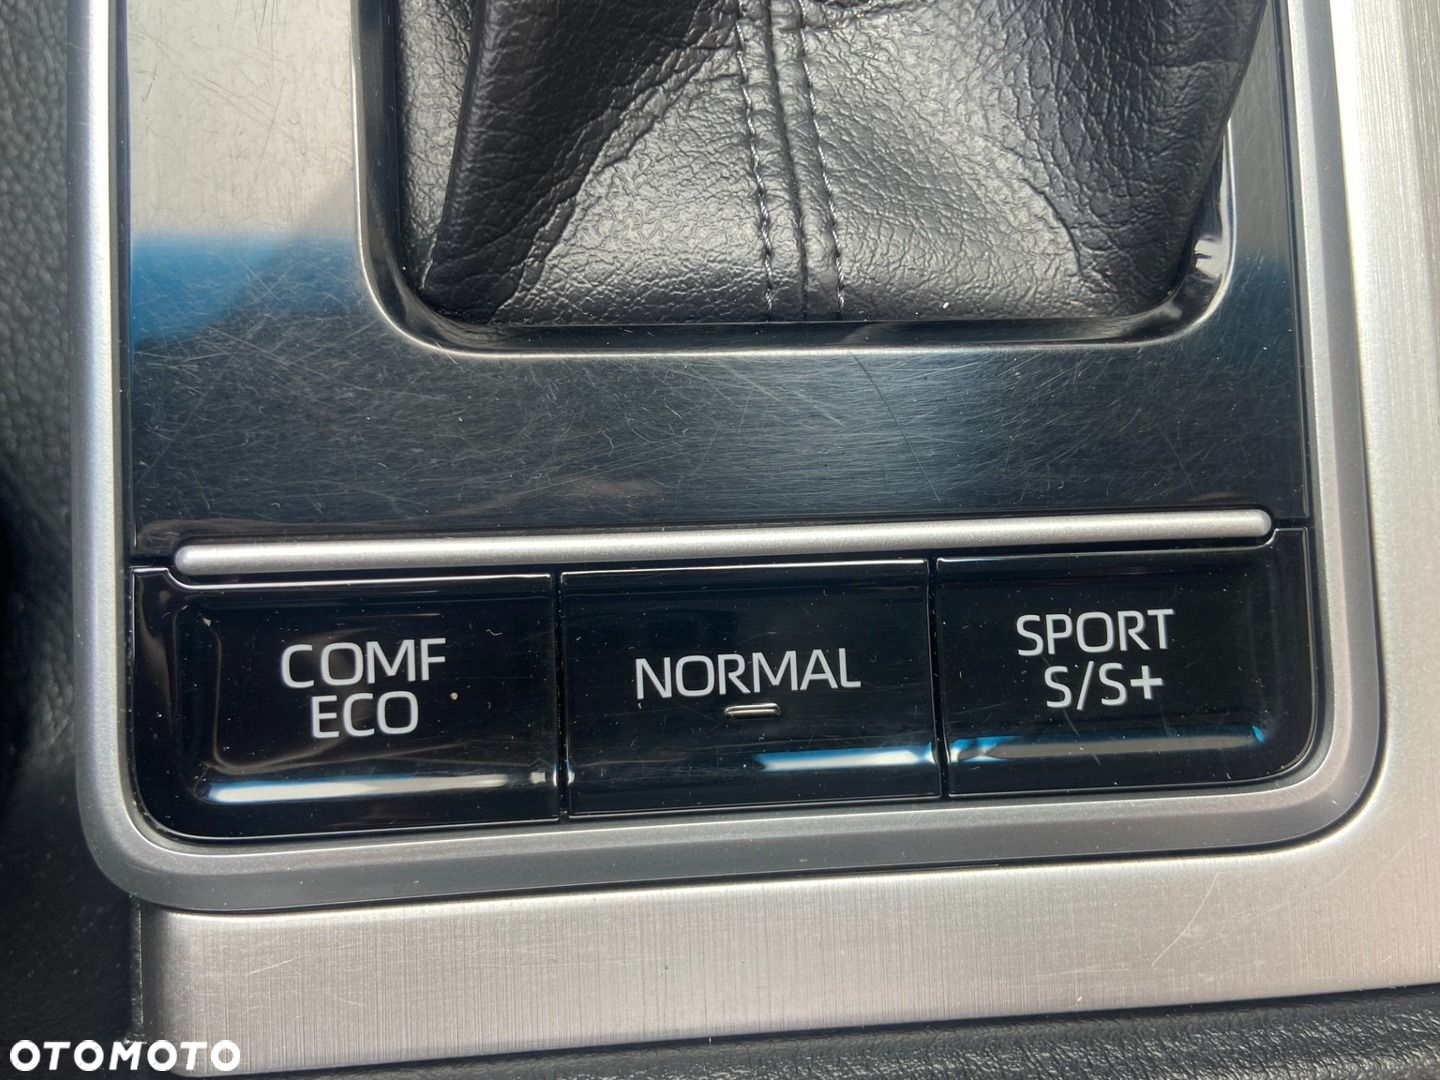 COMF
ECO
NORMAL
SPORT
S/S+
OTOMOTO